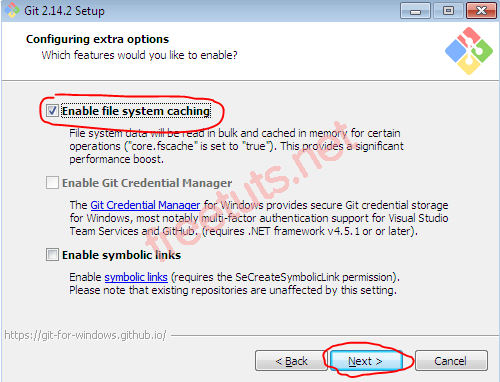 Git 2.14.2 Setup
Configuring extra options
Which features would you like to enable?
Enable file system caching
File system data will be read in bulk and cached in memory for certain
operations ("core.fscache" is set to "true"). This provides a significant
performance boost.
Enable Git Credential Manager
The Git Credential Manager for Windows provides secure Git credential storage
for Windows, most notably multi-factor authentication support for Visual Studio
Team Services and GitHub. (requires .NET framework v4.5.1 or or later).
Enable symbolic links
Enable symbolic links (requires the SeCreateSymbolicLink permission).
Please note that existing repositories are unaffected by this setting.
freetuts.net
https://git-for-windows.github.io/
< Back
Next >
Cancel